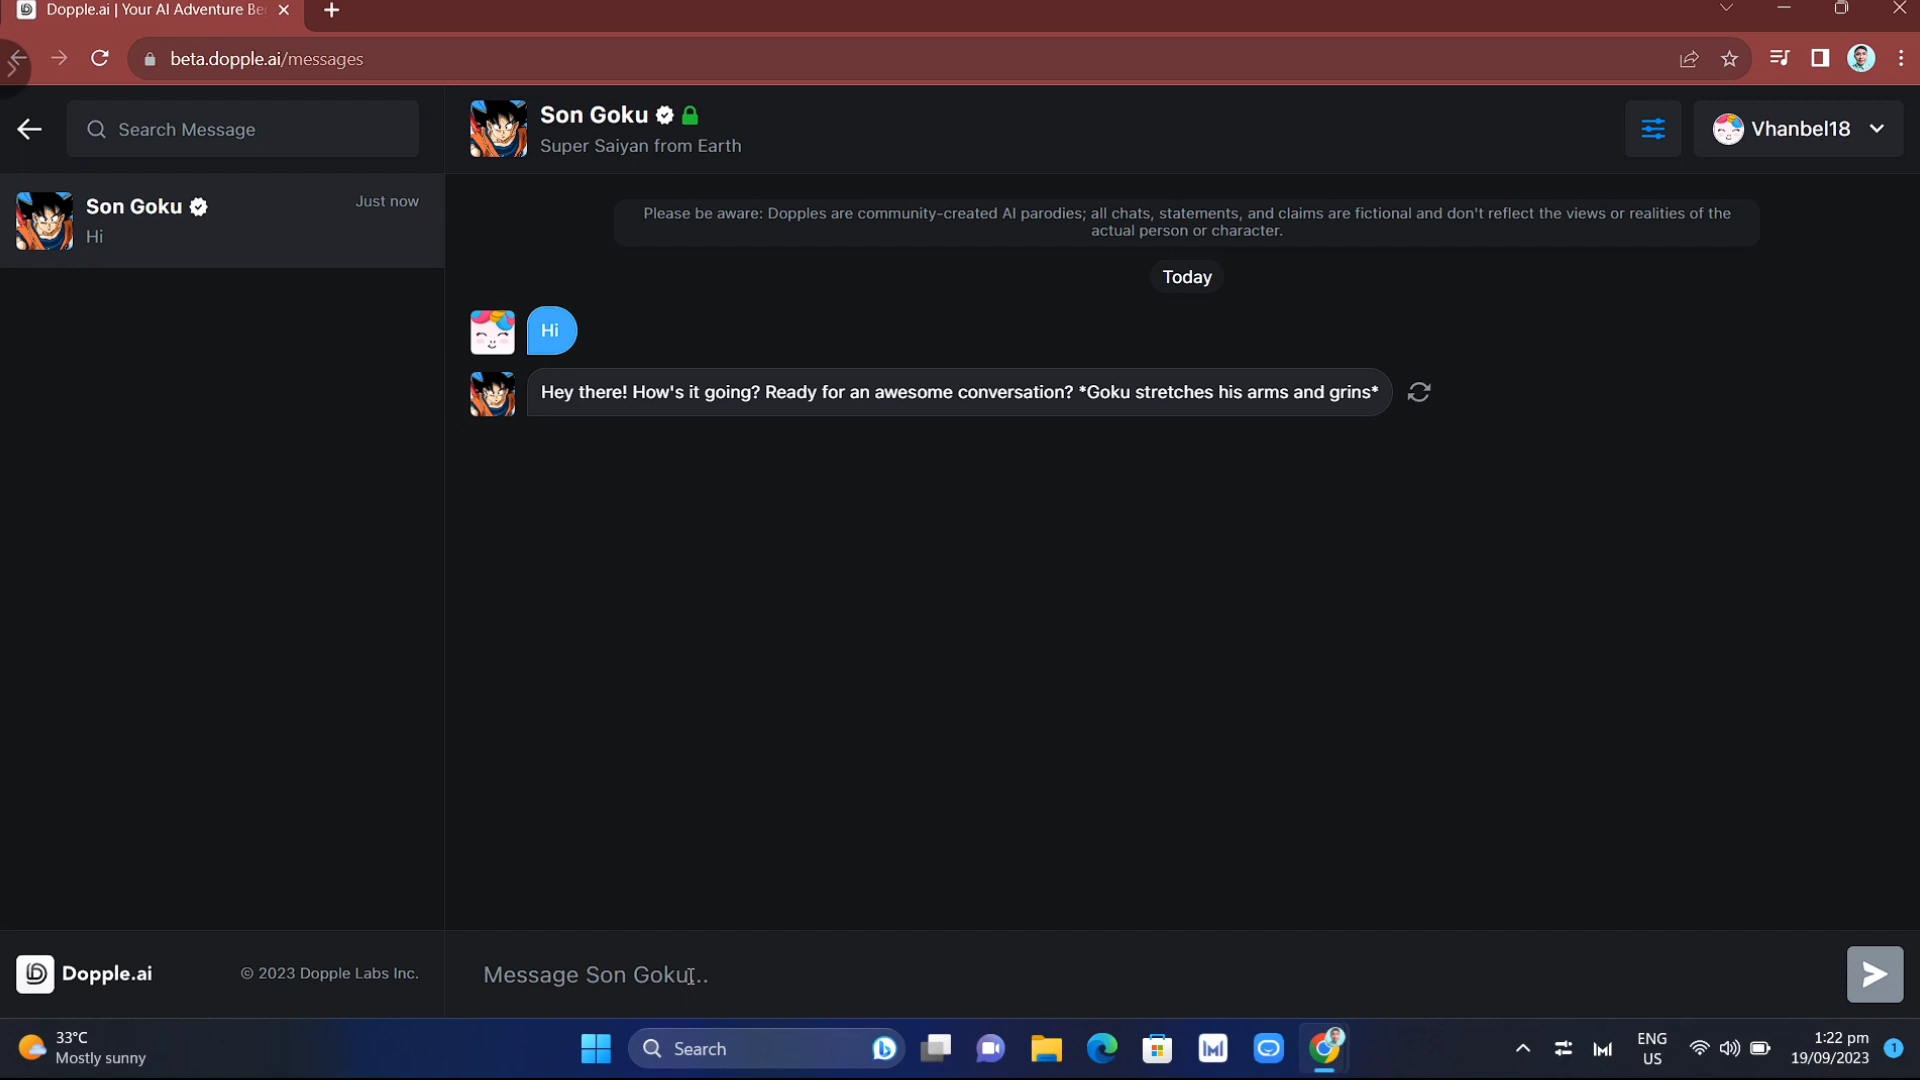 Dopple.ai | Your AI Adventure Be
beta.dopple.ai/messages
Search Message
Son Goku
Super Saiyan from Earth
Vhanbel18
Son Goku
Just now
Hi
Please be aware: Dopples are community-created AI parodies; all chats, statements, and claims are fictional and don't reflect the views or realities of the
actual person or character.
Today
Hi
Hey there! How's it going? Ready for an awesome conversation? *Goku stretches his arms and grins*
Dopple.ai
© 2023 Dopple Labs Inc.
Message Son Goku...
33°C
Mostly sunny
Search
ENG
US
1:22 pm
19/09/2023
1